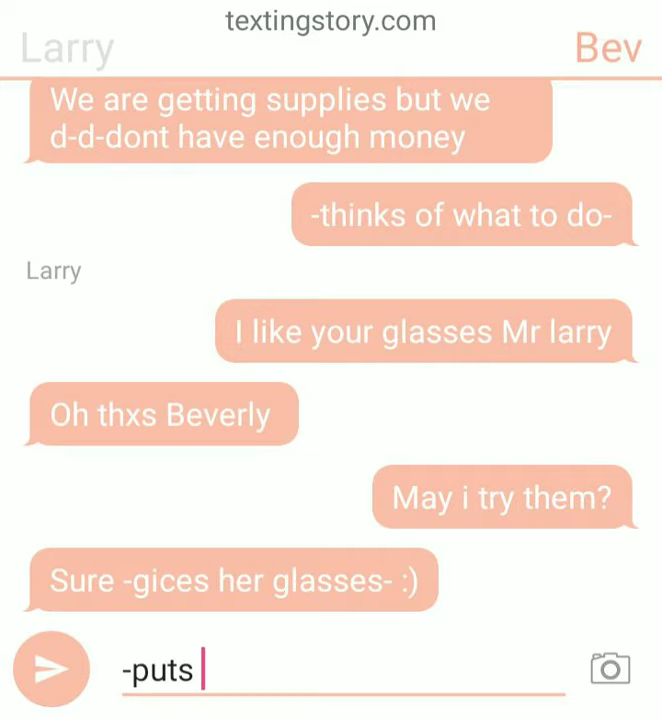 textingstory.com
Larry
Bev
We are getting supplies but we
d-d-dont have enough money
-thinks of what to do-
Larry
I like your glasses Mr larry
Oh thxs Beverly
May i try them?
Sure -gices her glasses- :)
-puts